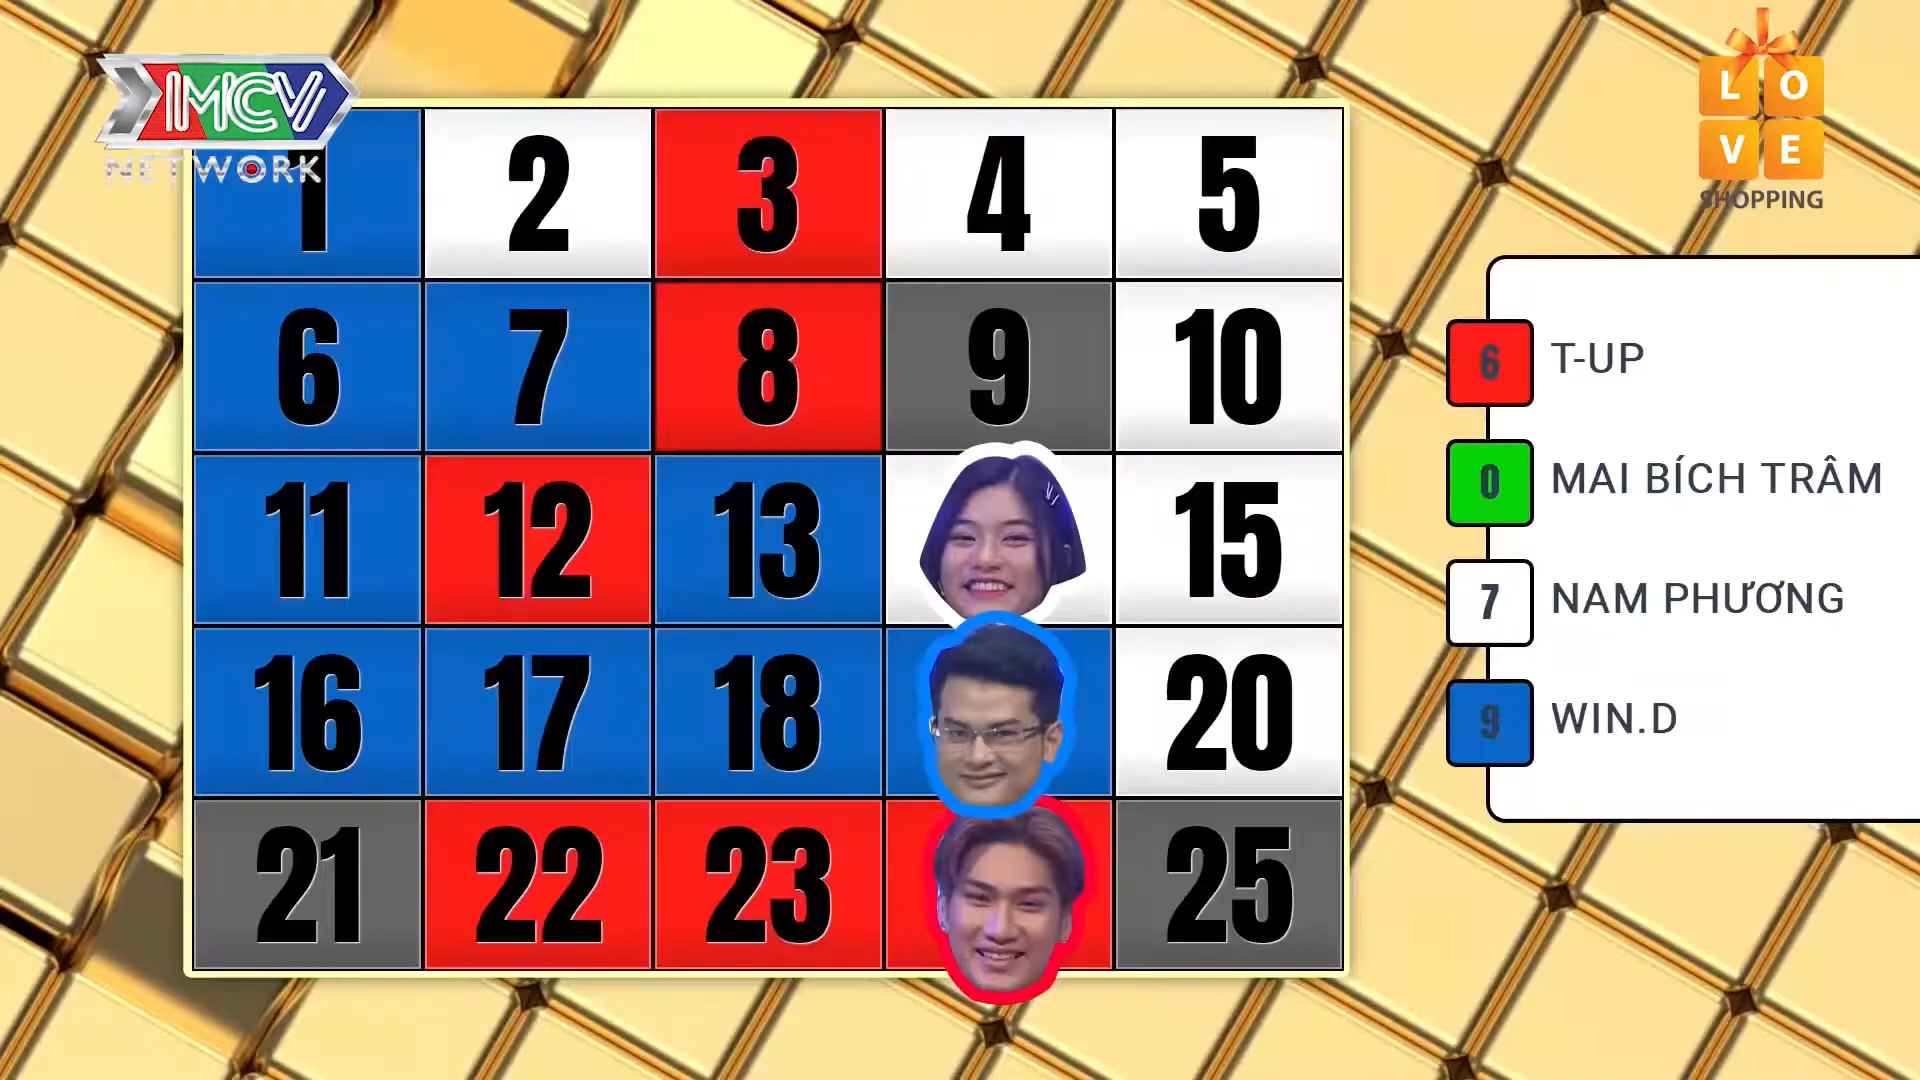 MCV
NETWORK
L O
V E
SHOPPING
1 2 3 4 5
6 7 8 9 10
11 12 13 15
16 17 18 20
21 22 23 25
6 T-UP
0 MAI BÍCH TRÂM
7 NAM PHƯƠNG
9 WIN.D